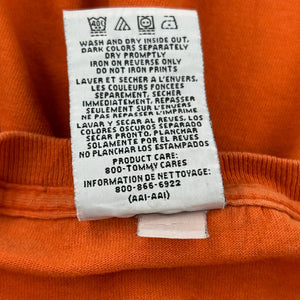 WASH AND DRY INSIDE OUT,
DARK COLORS SEPARATELY
DRY PROMPTLY
IRON ON REVERSE ONLY
DO NOT IRON PRINTS
LAVER ET SECHER A L'ENVERS,
LES COULEURS FONCEES
SEPAREMENT, SECHER
IMMEDIATEMENT. REPASSER
SEULEMENT SUR L'ENVERS
NE PAS REPASSER L'IMPRIME
LAVAR Y SECAR AL REVES. LOS
COLORES OSCUROS SEPARADO
SECAR PRONTO. PLANCHAR
SOLAMENTE POR EL REVES
NO PLANCHAR LOS ESTAMPADOS
PRODUCT CARE:
800-TOMMY CARES
INFORMATION DE NETTOYAGE:
800-866-6922
(AA1-AA1)